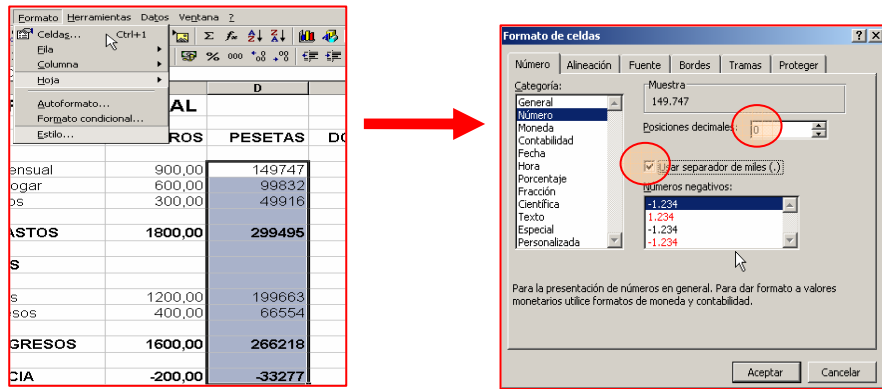 Formato Herramientas Datos Ventana ?
Celdas... Ctrl+1
Fila
Columna
Hoja
Autoformato...
Formato condicional...
Estilo...
D
AL
ROS PESETAS DO
ensual 900,00 149747
ogar 600,00 99832
os 300,00 49916
ASTOS 1800,00 299495
S
s 1200,00 199663
sos 400,00 66554
GRESOS 1600,00 266218
CIA -200,00 -33277
Formato de celdas
Número Alineación Fuente Bordes Tramas Proteger
Categoría:
General
Número
Moneda
Contabilidad
Fecha
Hora
Porcentaje
Fracción
Científica
Texto
Especial
Personalizada
Muestra
149.747
Posiciones decimales: 0
Usar separador de miles (.)
Números negativos:
-1.234
1.234
-1.234
-1.234
Para la presentación de números en general. Para dar formato a valores
monetarios utilice formatos de moneda y contabilidad.
Aceptar Cancelar